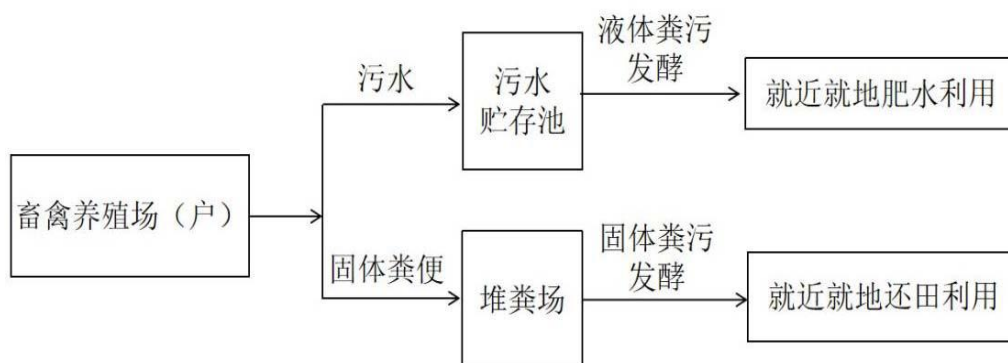 畜禽养殖场（户）
污水
污水
贮存池
液体粪污
发酵
就近就地肥水利用
固体粪便
堆粪场
固体粪污
发酵
就近就地还田利用